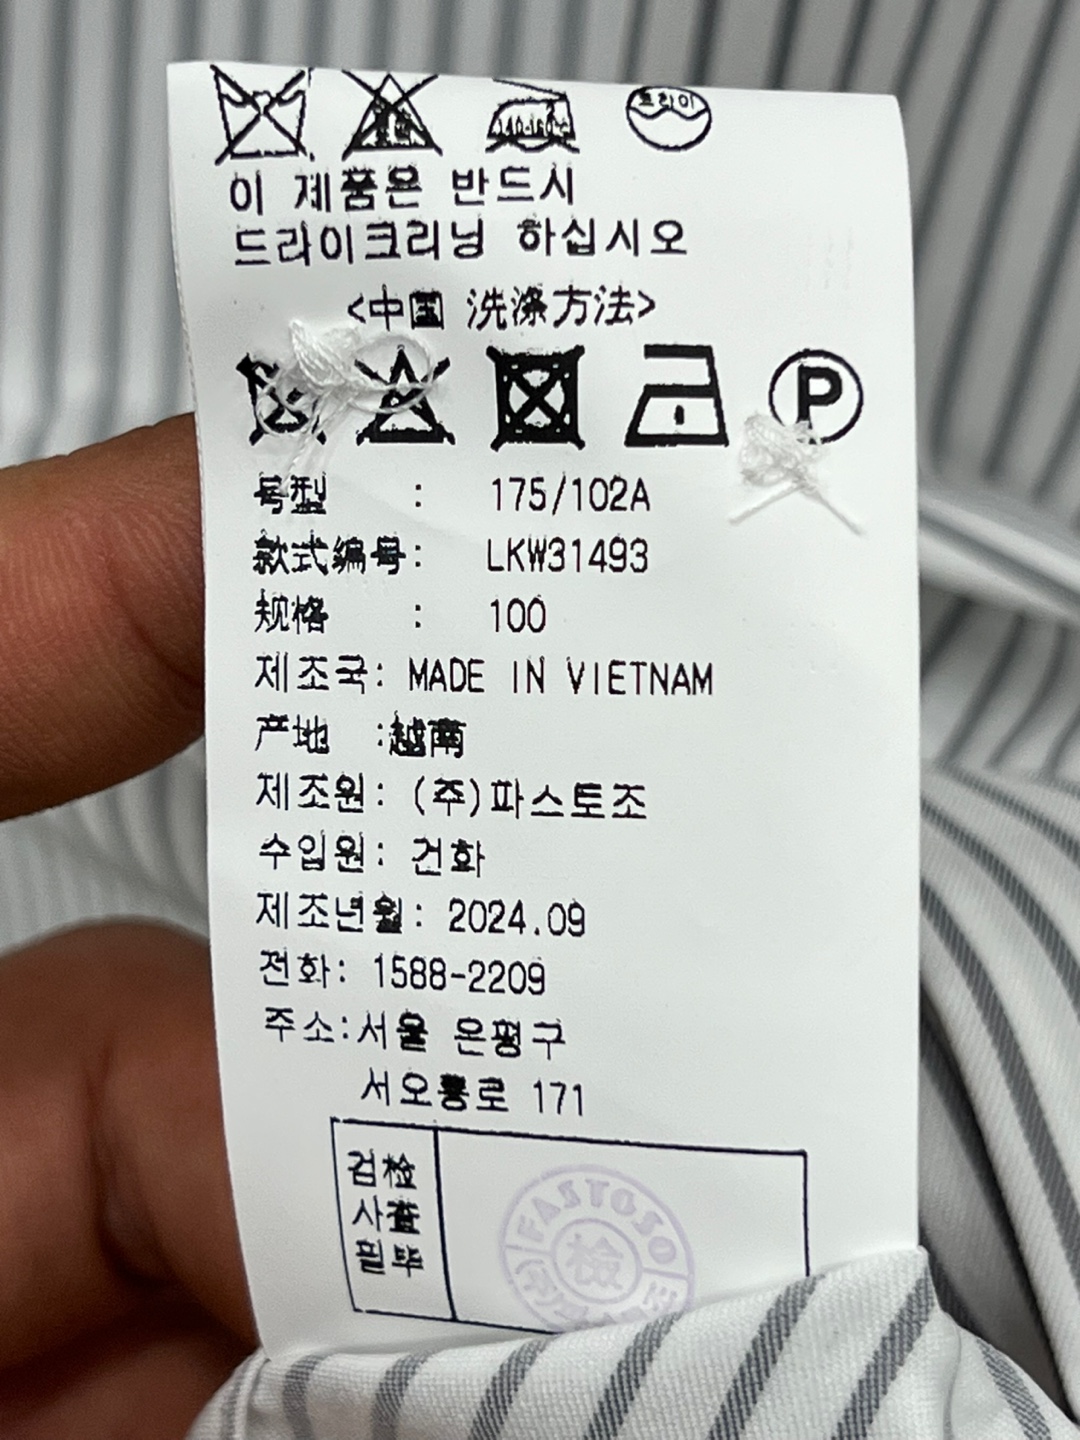 드라이
이 제품은 반드시
드라이크리닝 하십시오
<中国 洗涤方法>
P
号型 : 175/102A
款式编号: LKW31493
规格 : 100
제조국: MADE IN VIETNAM
产地 :越南
제조원: (주)파스토조
수입원: 건화
제조년월: 2024.09
전화: 1588-2209
주소:서울 은평구
서오릉로 171
검检
사查
필毕
FASTOSO
檢